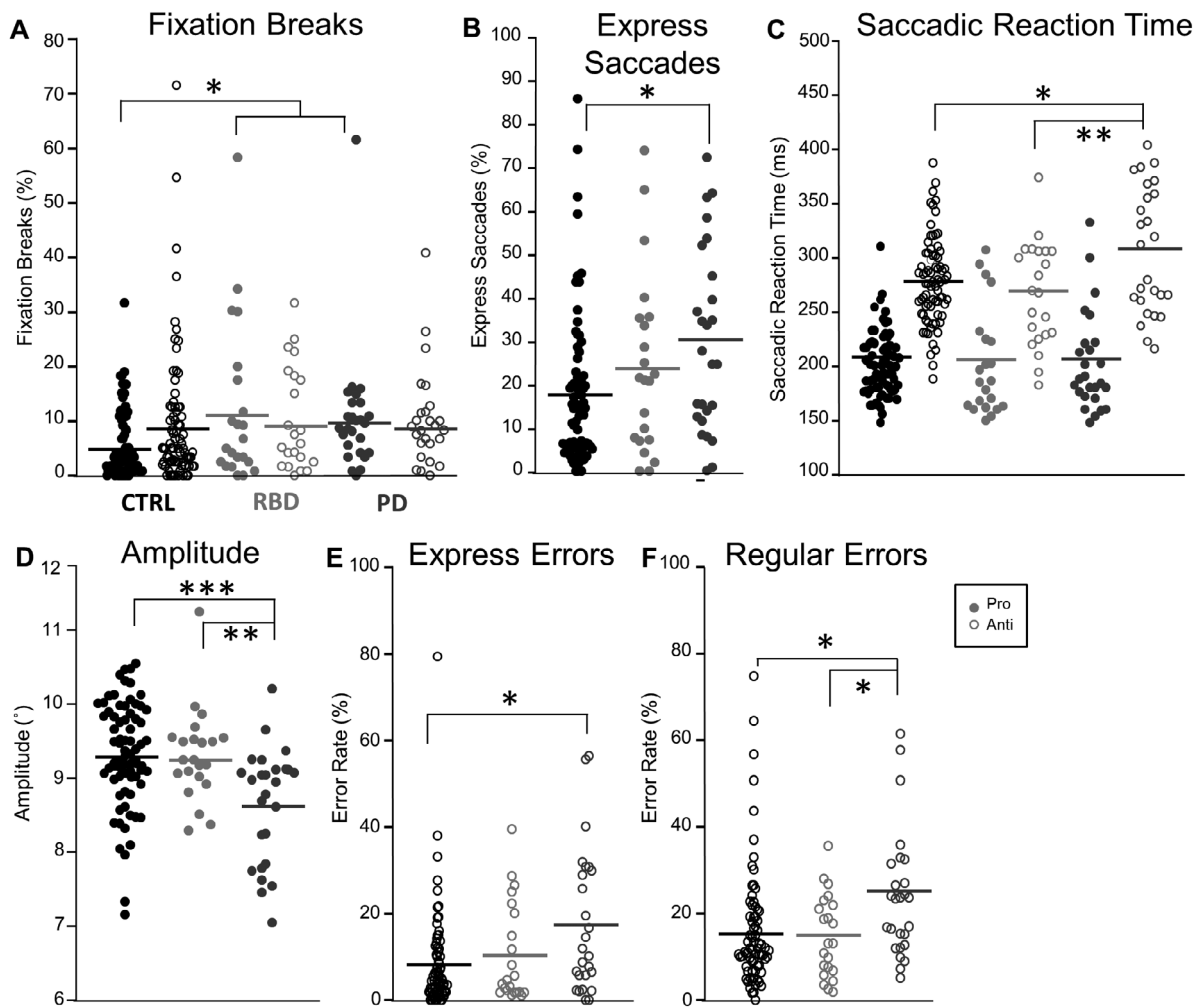 A
Fixation Breaks
Fixation Breaks (%)
80
70
60
50
40
30
20
10
0
*
CTRL
RBD
PD
B
Express
Saccades
Express Saccades (%)
100
90
80
70
60
50
40
30
20
10
0
*
C
Saccadic Reaction Time
Saccadic Reaction Time (ms)
500
450
400
350
300
250
200
150
100
*
**
D
Amplitude
Amplitude (°)
12
11
10
9
8
7
6
***
**
E
Express Errors
Error Rate (%)
100
80
60
40
20
0
*
F
Regular Errors
Error Rate (%)
100
80
60
40
20
0
*
*
Pro
Anti